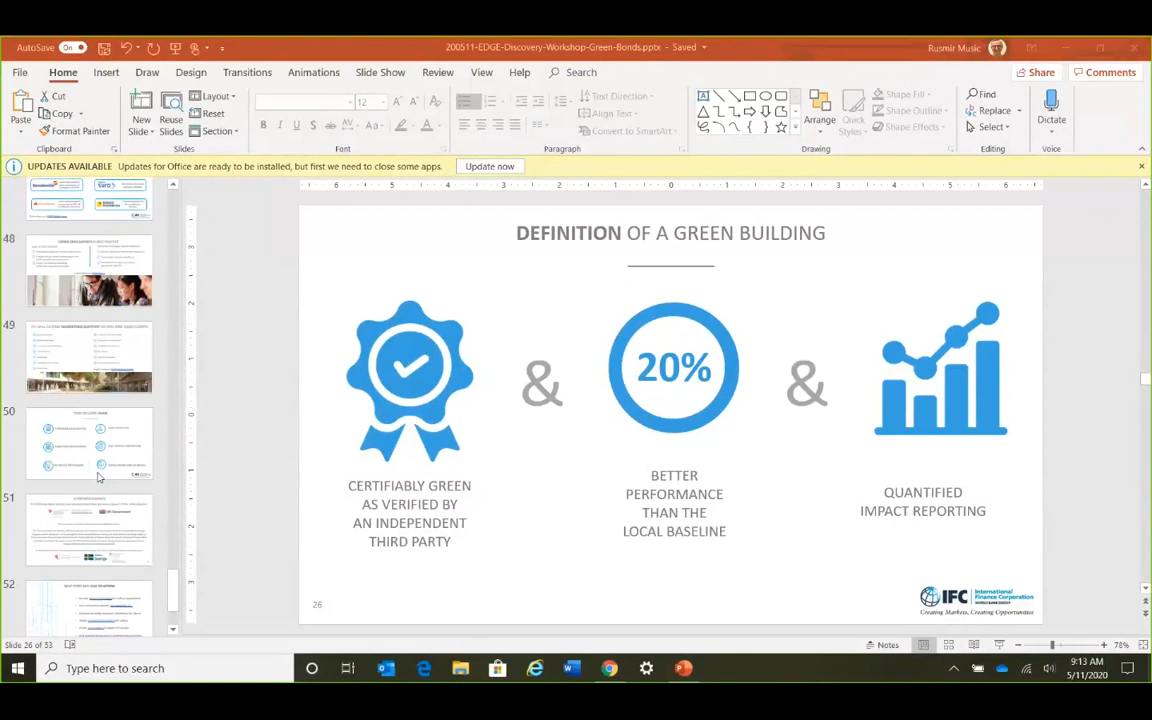 AutoSave On
200511-EDGE-Discovery-Workshop-Green-Bonds.pptx - Saved
Rusmir Music
File Home Insert Draw Design Transitions Animations Slide Show Review View Help Search
Share Comments
Paste
Cut
Copy
Format Painter
Clipboard
New
Slide
Reuse
Slides
Layout
Reset
Section
Slides
12
Font
Text Direction
Align Text
Convert to SmartArt
Paragraph
Arrange
Quick
Styles
Shape Fill
Shape Outline
Shape Effects
Drawing
Find
Replace
Select
Editing
Dictate
Voice
UPDATES AVAILABLE Updates for Office are ready to be installed, but first we need to close some apps. Update now
48
49
50
51
52
DEFINITION OF A GREEN BUILDING
&
20%
&
CERTIFIABLY GREEN
AS VERIFIED BY
AN INDEPENDENT
THIRD PARTY
BETTER
PERFORMANCE
THAN THE
LOCAL BASELINE
QUANTIFIED
IMPACT REPORTING
26
IFC International
Finance Corporation
WORLD BANK GROUP
Creating Markets, Creating Opportunities
Slide 26 of 53
Notes
78%
Type here to search
9:13 AM
5/11/2020